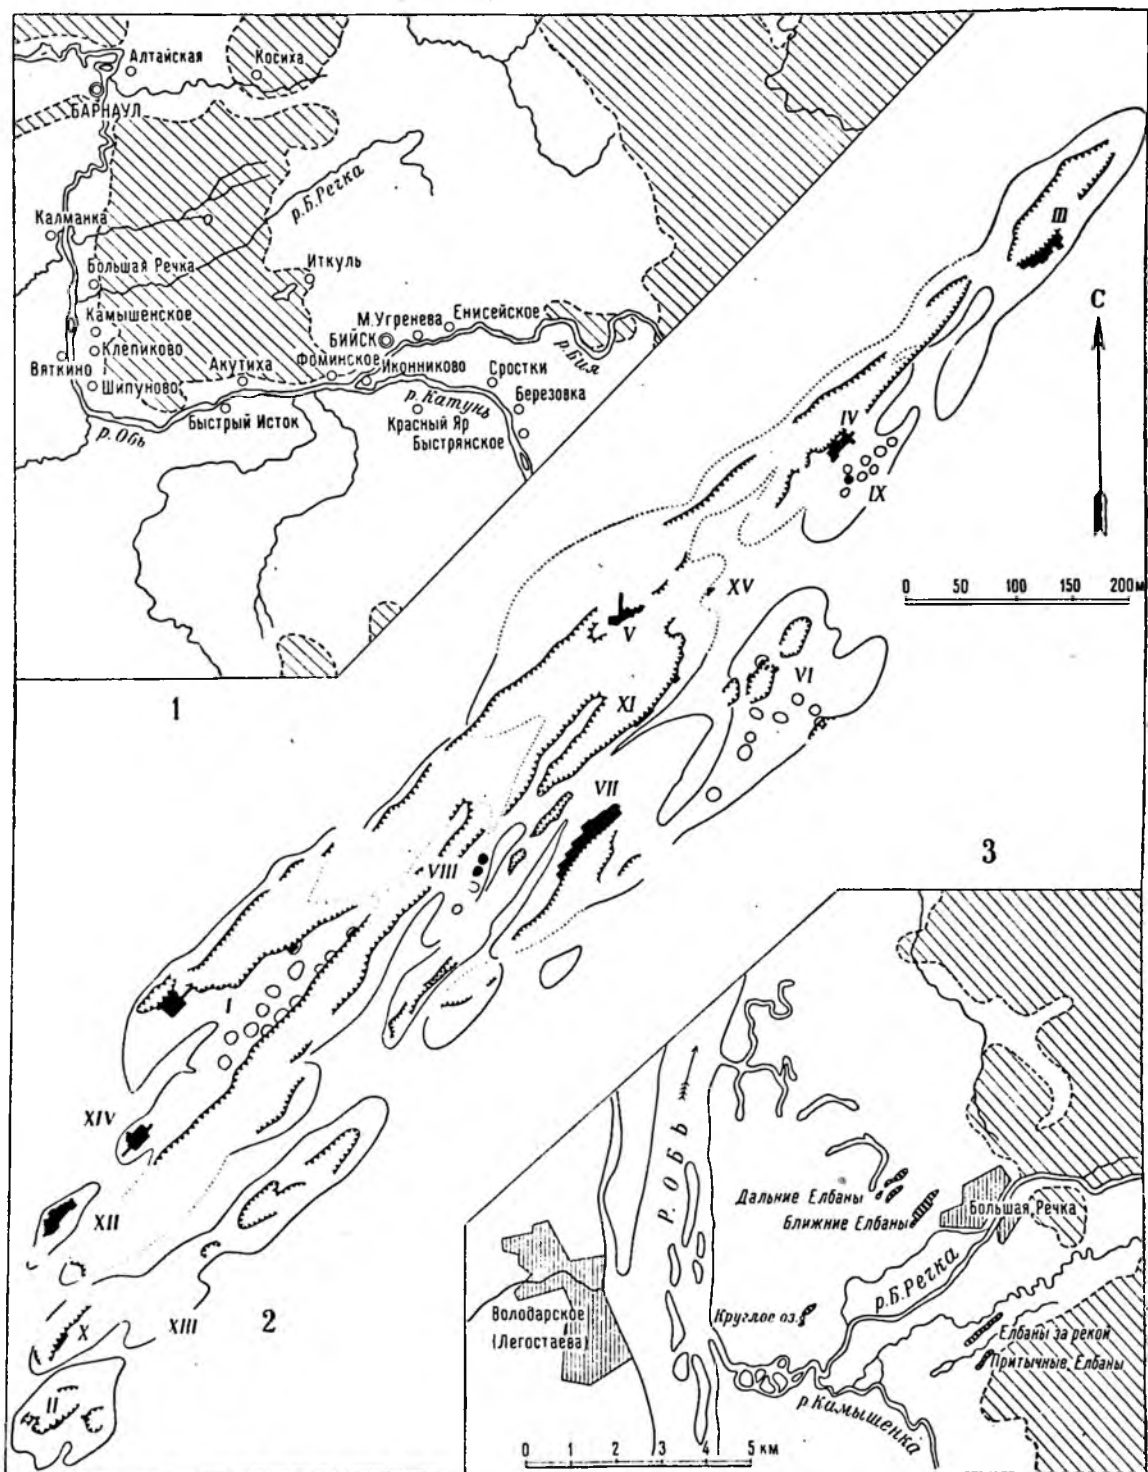 Алтайская
Косиха
БАРНАУЛ
р. Б. Речка
Калманка
Большая Речка
Иткуль
Камышенское
М. Угренева
Енисейское
БИЙСК
р. Бия
Клепиково
Вяткино
Акутиха
Фоминское
Иконниково
Сростки
Шипуново
р. Катунь
Березовка
р. Обь
Быстрый Исток
Красный Яр
Быстрянское
1
III
С
IV
IX
0 50 100 150 200 м
XV
V
VI
XI
VII
VIII
3
I
XIV
XII
XIII
2
X
II
р. ОБЬ
Дальние Елбаны
Ближние Елбаны
Большая Речка
р. Б. Речка
Володарское
(Легостаева)
Круглое оз.
Елбаны за рекой
Притычные Елбаны
р. Камышенка
0 1 2 3 4 5 км